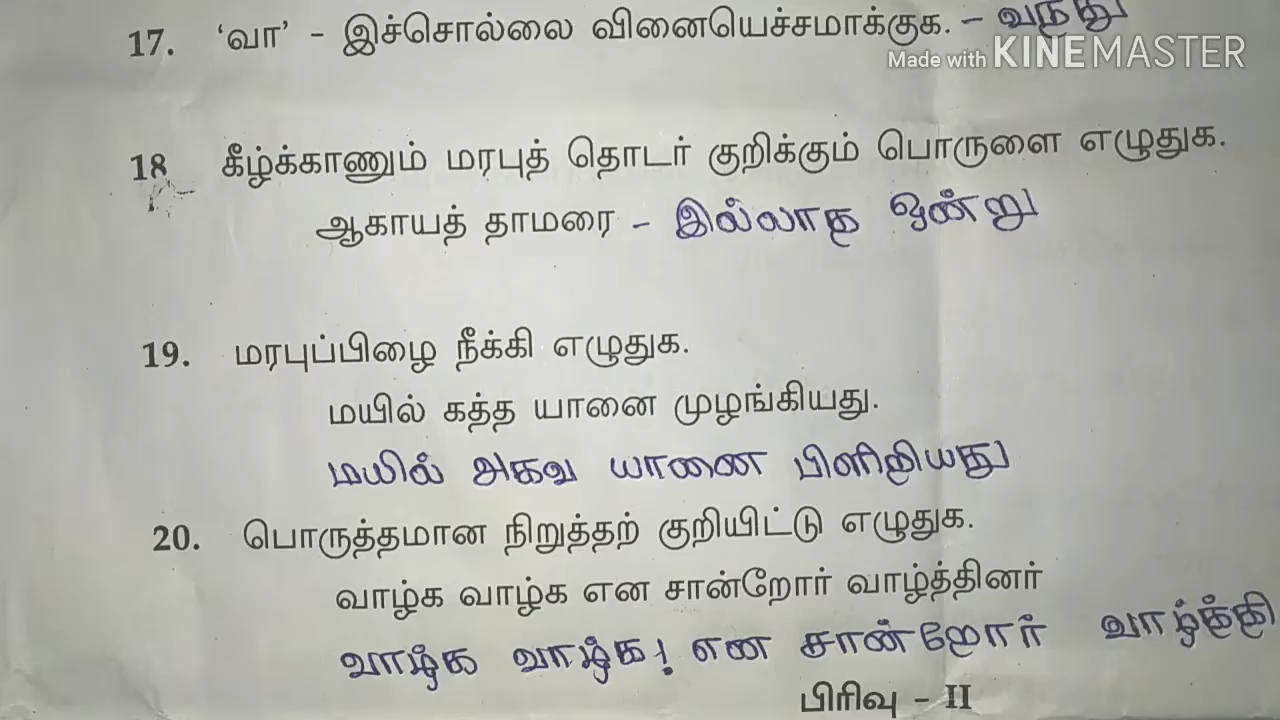 17. ‘வா’ - இச்சொல்லை வினையெச்சமாக்குக. – வந்து
Made with KINEMASTER
18 கீழ்க்காணும் மரபுத் தொடர் குறிக்கும் பொருளை எழுதுக.
ஆகாயத் தாமரை - இல்லாத ஒன்று
19. மரபுப்பிழை நீக்கி எழுதுக.
மயில் கத்த யானை முழங்கியது.
மயில் அகவ யானை பிளிறியது
20. பொருத்தமான நிறுத்தற் குறியிட்டு எழுதுக.
வாழ்க வாழ்க என சான்றோர் வாழ்த்தினர்
வாழ்க வாழ்க! என சான்றோர் வாழ்த்தி
பிரிவு - II